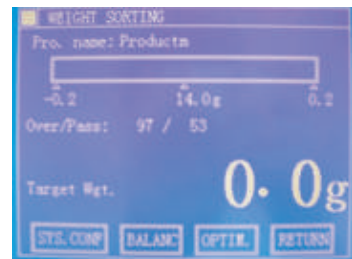 WEIGHT SORTING
Pro. name: Productm
-0.2 14.0g 0.2
Over/Pass: 97 / 53
0.0g
Target Wgt.
SYS.CONF BALANC OPTIM. RETURN